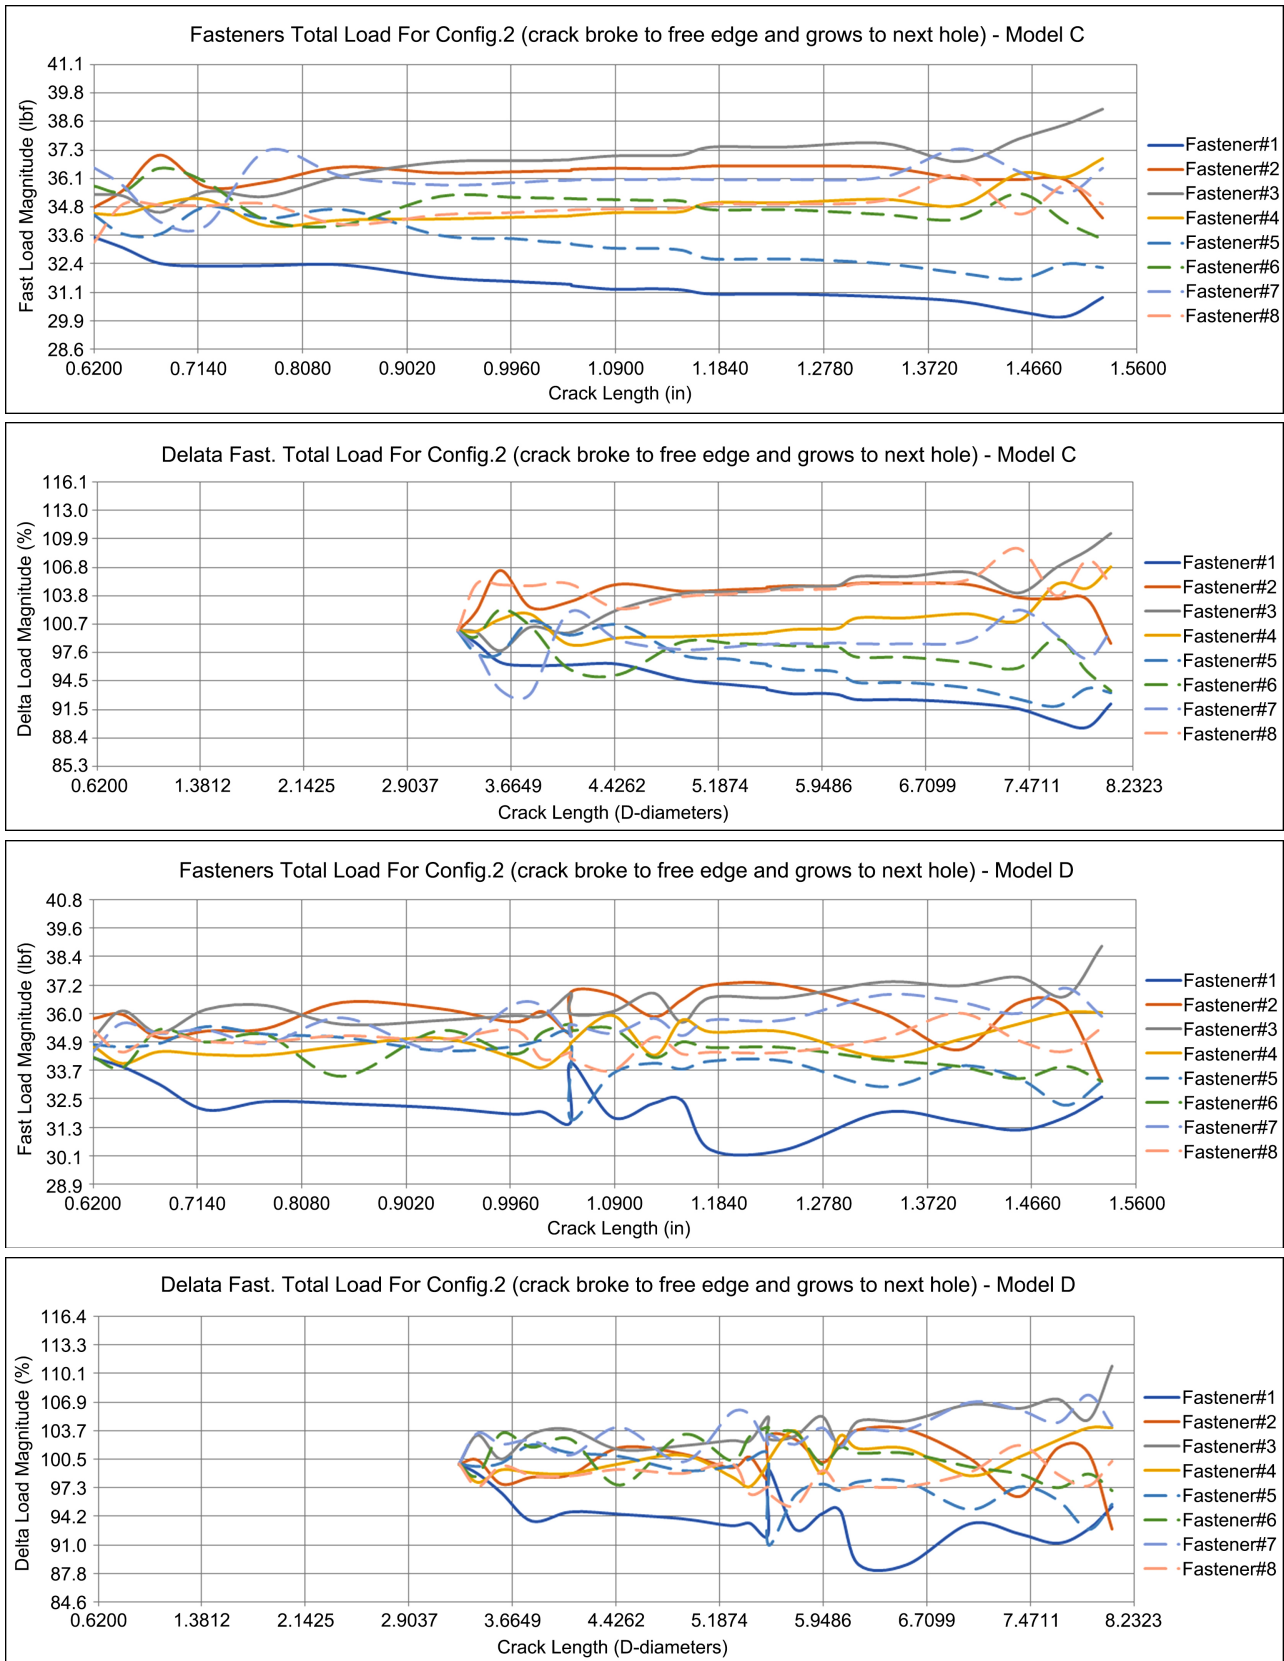 Fasteners Total Load For Config.2 (crack broke to free edge and grows to next hole) - Model C
Fast Load Magnitude (lbf)
41.1
39.8
38.6
37.3
36.1
34.8
33.6
32.4
31.1
29.9
28.6
0.6200 0.7140 0.8080 0.9020 0.9960 1.0900 1.1840 1.2780 1.3720 1.4660 1.5600
Crack Length (in)
Fastener#1
Fastener#2
Fastener#3
Fastener#4
Fastener#5
Fastener#6
Fastener#7
Fastener#8
Delata Fast. Total Load For Config.2 (crack broke to free edge and grows to next hole) - Model C
Delta Load Magnitude (%)
116.1
113.0
109.9
106.8
103.8
100.7
97.6
94.5
91.5
88.4
85.3
0.6200 1.3812 2.1425 2.9037 3.6649 4.4262 5.1874 5.9486 6.7099 7.4711 8.2323
Crack Length (D-diameters)
Fastener#1
Fastener#2
Fastener#3
Fastener#4
Fastener#5
Fastener#6
Fastener#7
Fastener#8
Fasteners Total Load For Config.2 (crack broke to free edge and grows to next hole) - Model D
Fast Load Magnitude (lbf)
40.8
39.6
38.4
37.2
36.0
34.9
33.7
32.5
31.3
30.1
28.9
0.6200 0.7140 0.8080 0.9020 0.9960 1.0900 1.1840 1.2780 1.3720 1.4660 1.5600
Crack Length (in)
Fastener#1
Fastener#2
Fastener#3
Fastener#4
Fastener#5
Fastener#6
Fastener#7
Fastener#8
Delata Fast. Total Load For Config.2 (crack broke to free edge and grows to next hole) - Model D
Delta Load Magnitude (%)
116.4
113.3
110.1
106.9
103.7
100.5
97.3
94.2
91.0
87.8
84.6
0.6200 1.3812 2.1425 2.9037 3.6649 4.4262 5.1874 5.9486 6.7099 7.4711 8.2323
Crack Length (D-diameters)
Fastener#1
Fastener#2
Fastener#3
Fastener#4
Fastener#5
Fastener#6
Fastener#7
Fastener#8